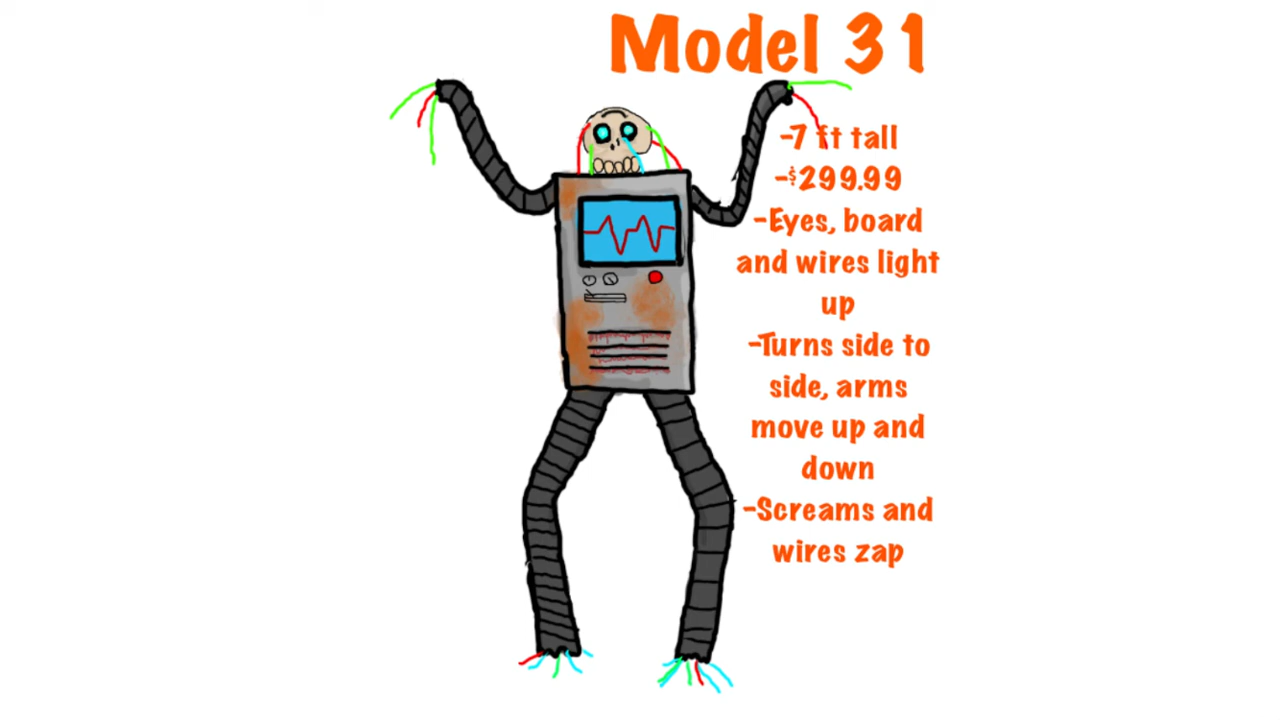 Model 31
-7 ft tall
-$299.99
-Eyes, board
and wires light
up
-Turns side to
side, arms
move up and
down
-Screams and
wires zap